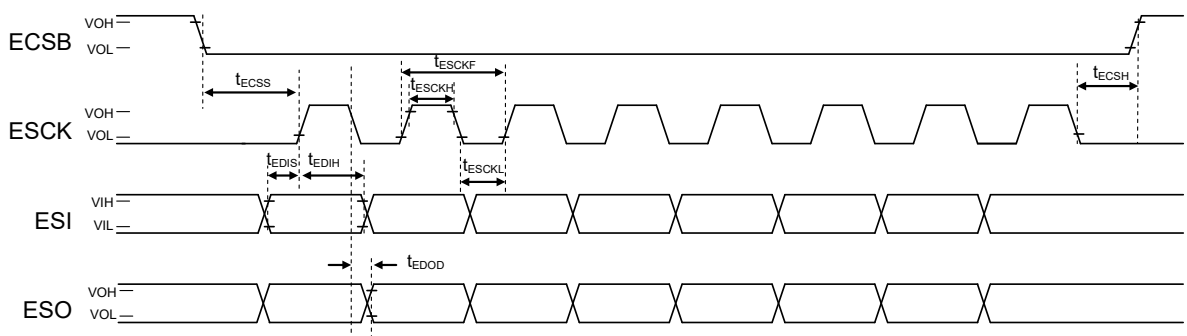 VOH
ECSB
VOL
tESCKF
tECSS
tESCKH
tECSH
VOH
ESCK
VOL
tEDIS
tEDIH
tESCKL
VIH
ESI
VIL
tEDOD
VOH
ESO
VOL